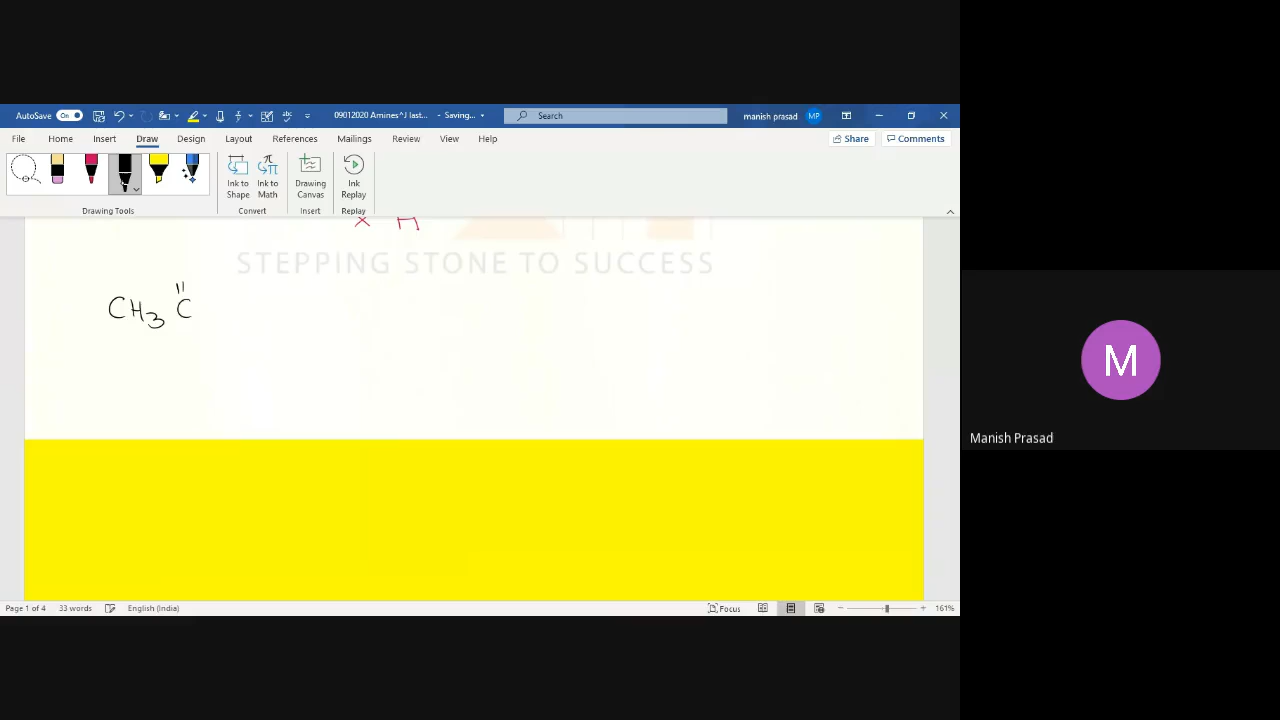 AutoSave On 09012020 Amines^J last... - Saving... Search manish prasad MP
File Home Insert Draw Design Layout References Mailings Review View Help Share Comments
Ink to Shape Ink to Math Drawing Canvas Ink Replay
Drawing Tools Convert Insert Replay
x H
STEPPING STONE TO SUCCESS
CH3 C
M
Manish Prasad
Page 1 of 4 33 words English (India) Focus 161%